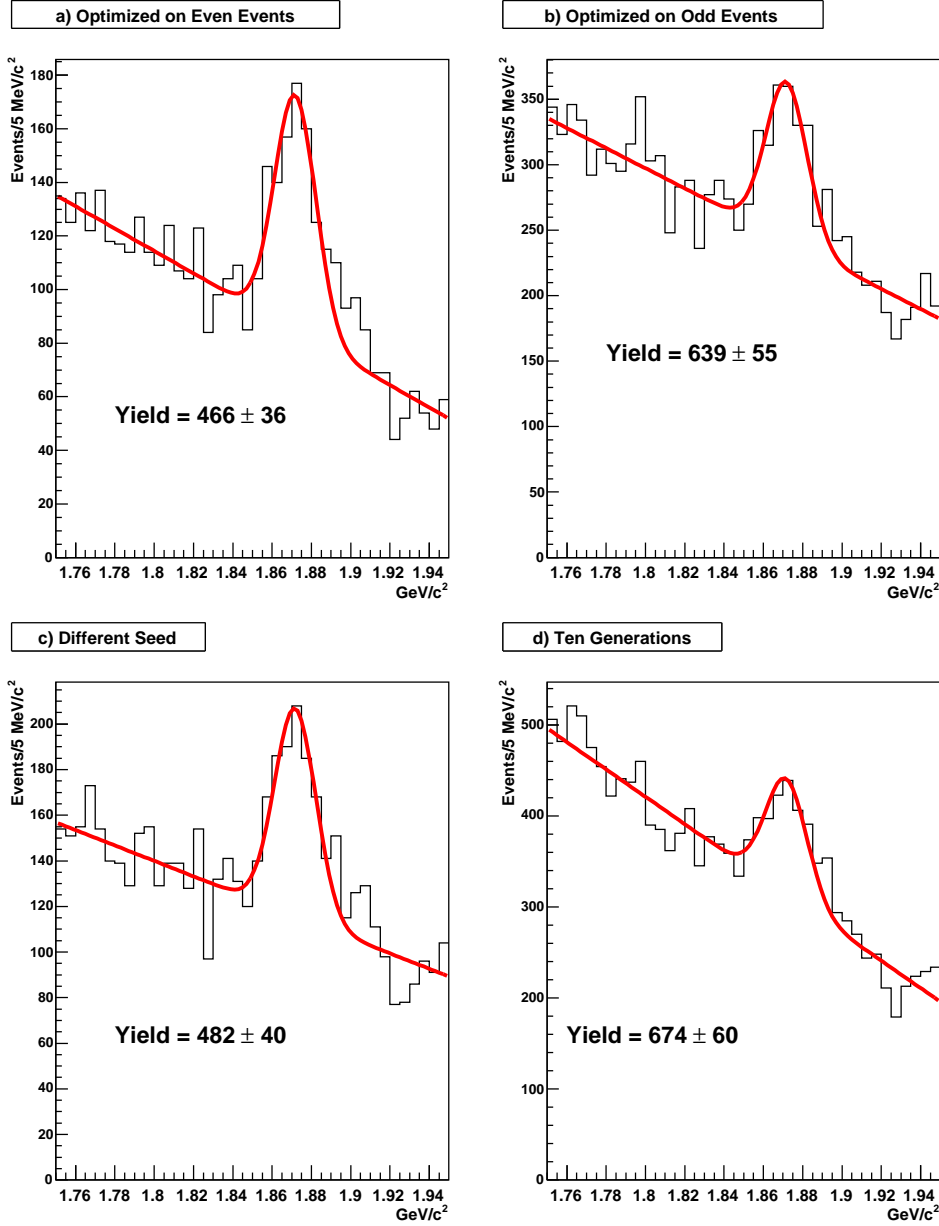 a) Optimized on Even Events
Events/5 MeV/c²
180
160
140
120
100
80
60
40
20
0
Yield = 466 ± 36
1.76 1.78 1.8 1.82 1.84 1.86 1.88 1.9 1.92 1.94
GeV/c²
b) Optimized on Odd Events
Events/5 MeV/c²
350
300
250
200
150
100
50
0
Yield = 639 ± 55
1.76 1.78 1.8 1.82 1.84 1.86 1.88 1.9 1.92 1.94
GeV/c²
c) Different Seed
Events/5 MeV/c²
200
180
160
140
120
100
80
60
40
20
0
Yield = 482 ± 40
1.76 1.78 1.8 1.82 1.84 1.86 1.88 1.9 1.92 1.94
GeV/c²
d) Ten Generations
Events/5 MeV/c²
500
400
300
200
100
0
Yield = 674 ± 60
1.76 1.78 1.8 1.82 1.84 1.86 1.88 1.9 1.92 1.94
GeV/c²